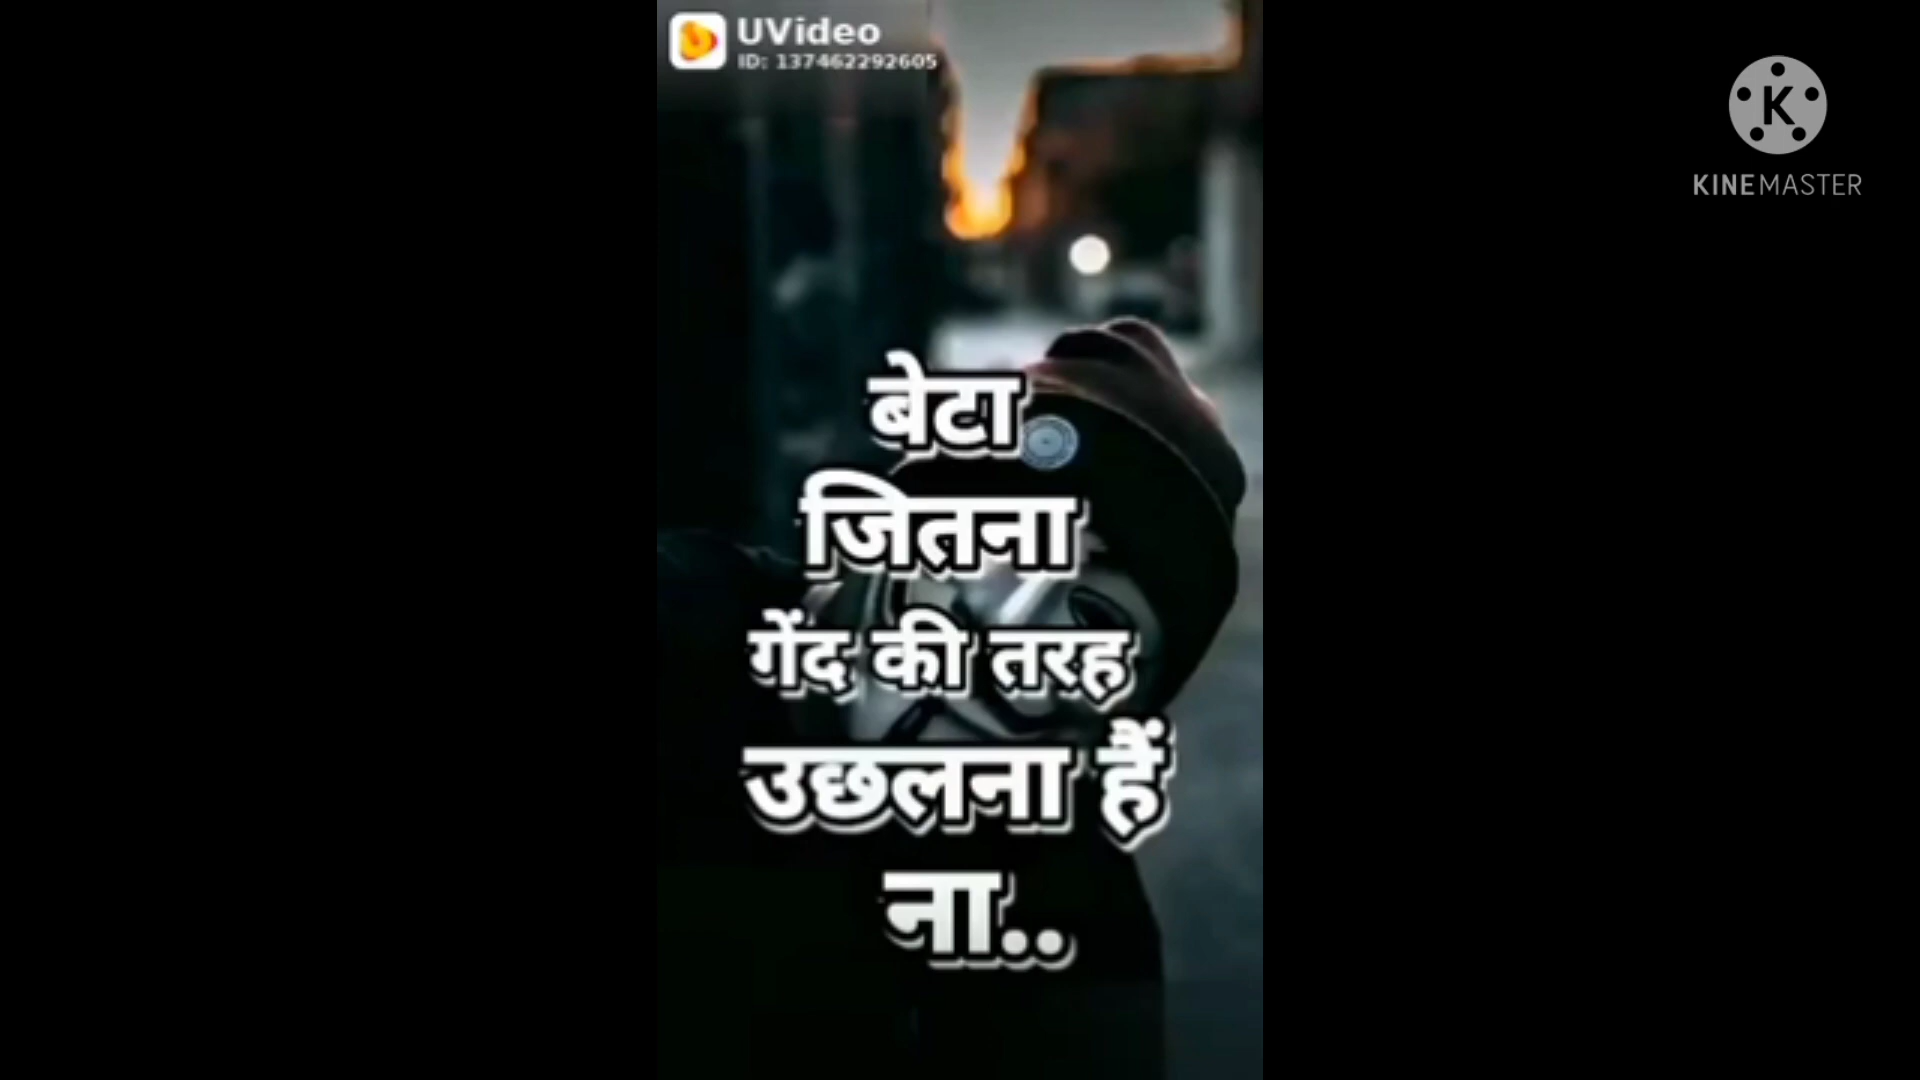 UVideo
ID: 137462292605
KINEMASTER
बेटा
जितना
गेंद की तरह
उछलना हैं
ना..